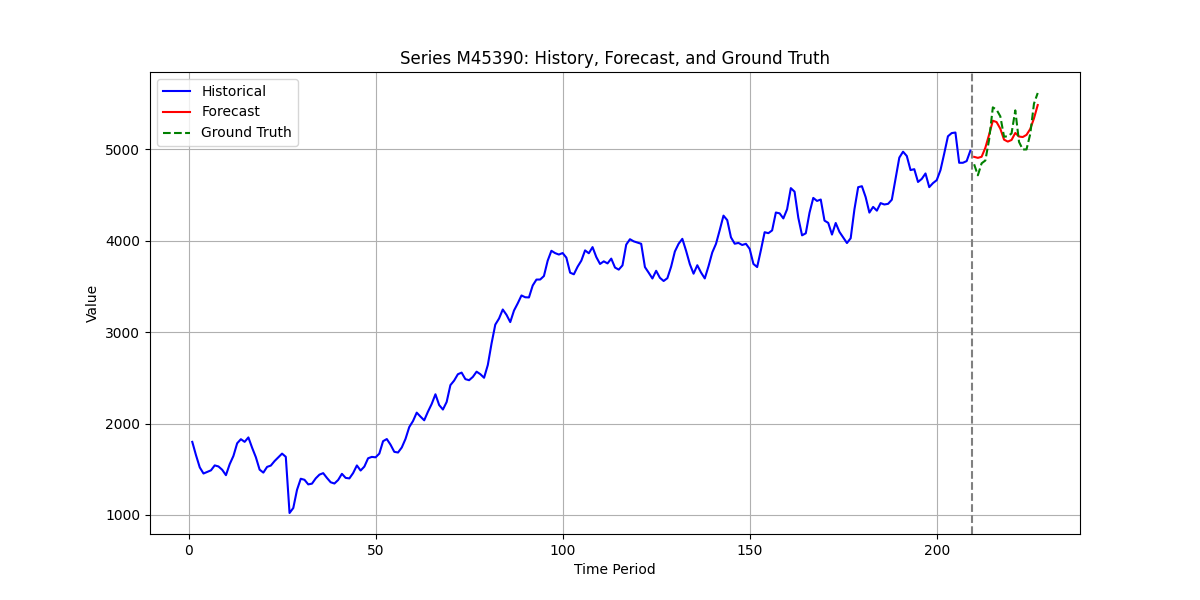 Series M45390: History, Forecast, and Ground Truth
Historical
Forecast
Ground Truth
5000
4000
3000
2000
1000
Value
0
50
100
150
200
Time Period